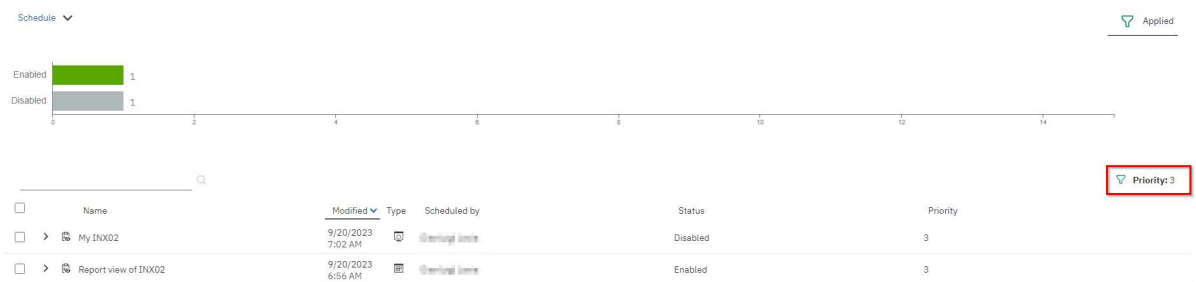 Schedule
Applied
Enabled 1
Disabled 1
0 2 4 6 8 10 12 14
Priority: 3
Name Modified Type Scheduled by Status Priority
My INX02 9/20/2023 7:02 AM Disabled 3
Report view of INX02 9/20/2023 6:56 AM Enabled 3